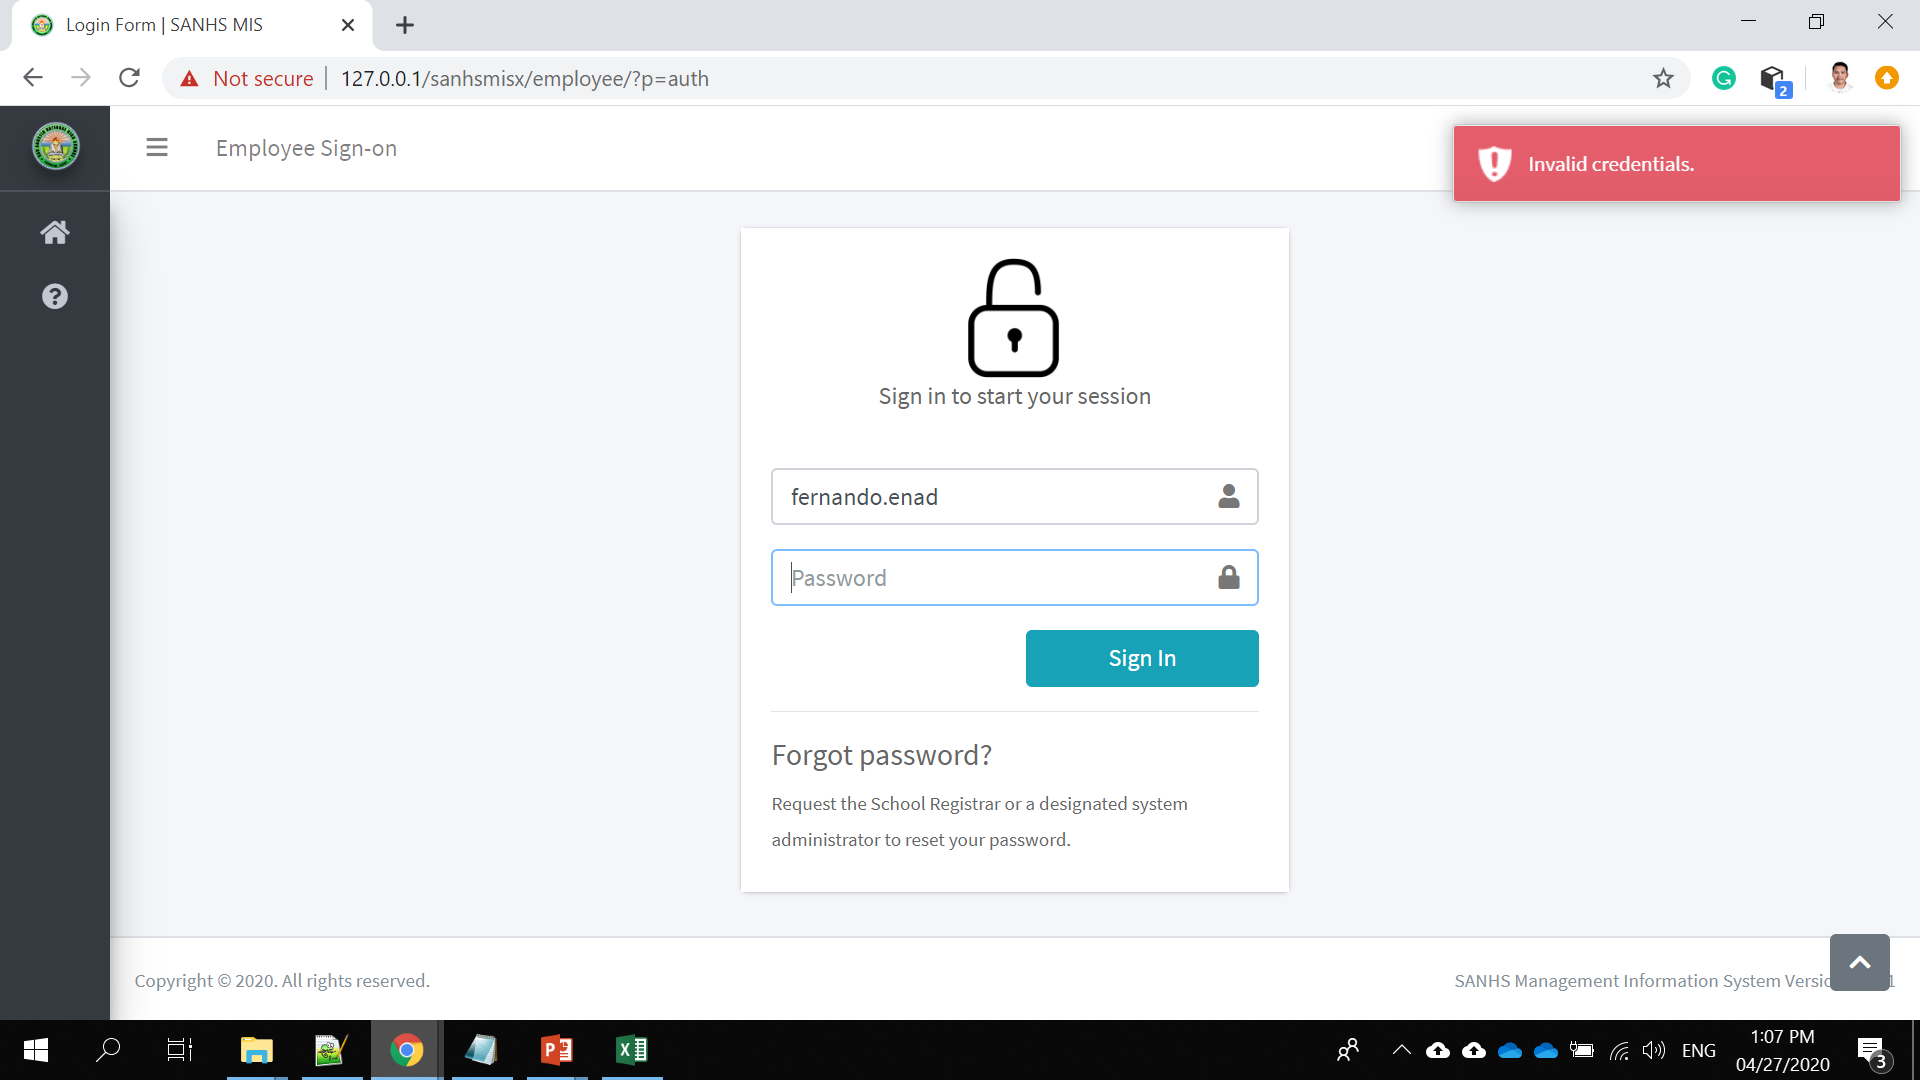 Login Form | SANHS MIS
Not secure
127.0.0.1/sanhsmisx/employee/?p=auth
2
Employee Sign-on
Invalid credentials.
Sign in to start your session
fernando.enad
Password
Sign In
Forgot password?
Request the School Registrar or a designated system
administrator to reset your password.
Copyright © 2020. All rights reserved.
SANHS Management Information System
1
ENG
1:07 PM
04/27/2020
3